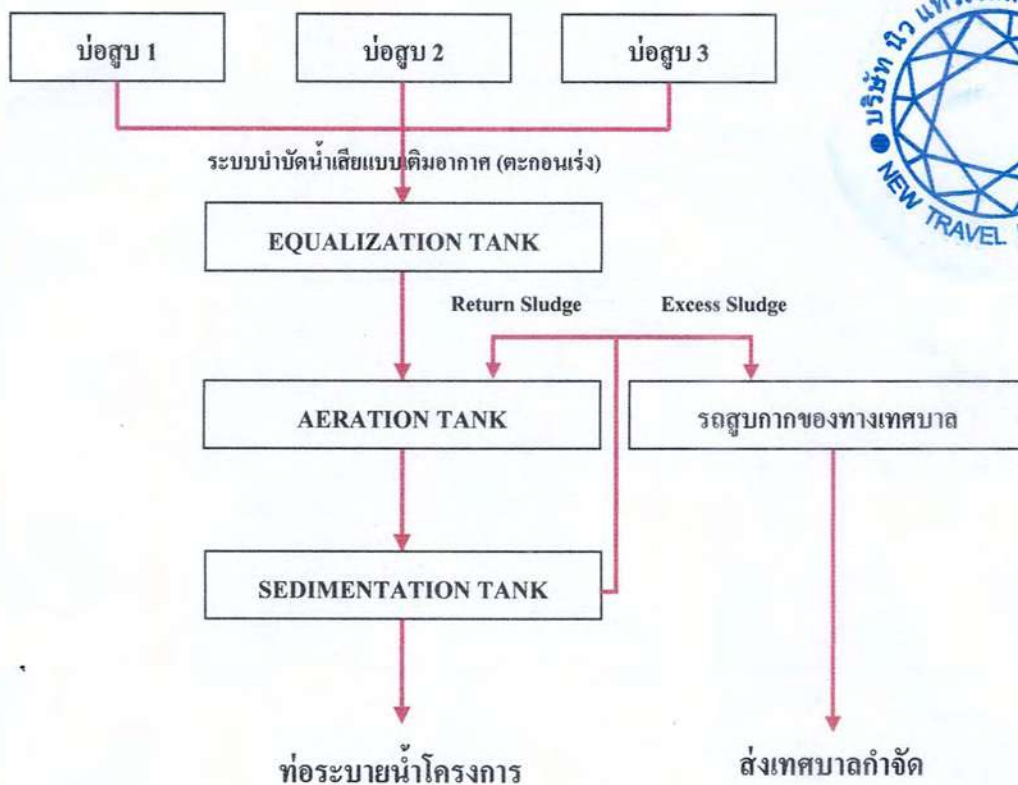 บ่อสูบ 1
บ่อสูบ 2
บ่อสูบ 3
บริษัท นิว
NEW TRAVEL
ระบบบำบัดน้ำเสียแบบเติมอากาศ (ตะกอนเร่ง)
EQUALIZATION TANK
Return Sludge
Excess Sludge
AERATION TANK
รถสูบกากของทางเทศบาล
SEDIMENTATION TANK
ท่อระบายน้ำโครงการ
ส่งเทศบาลกำจัด